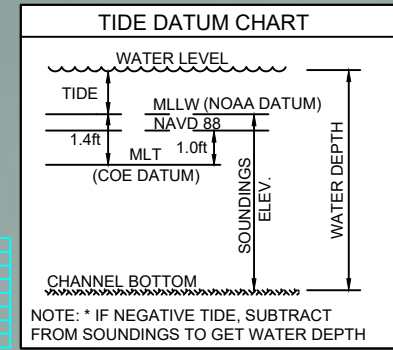 TIDE DATUM CHART
WATER LEVEL
TIDE
MLLW (NOAA DATUM)
NAVD 88
1.4ft
1.0ft
MLT
(COE DATUM)
SOUNDINGS
ELEV.
WATER DEPTH
CHANNEL BOTTOM
NOTE: * IF NEGATIVE TIDE, SUBTRACT
FROM SOUNDINGS TO GET WATER DEPTH